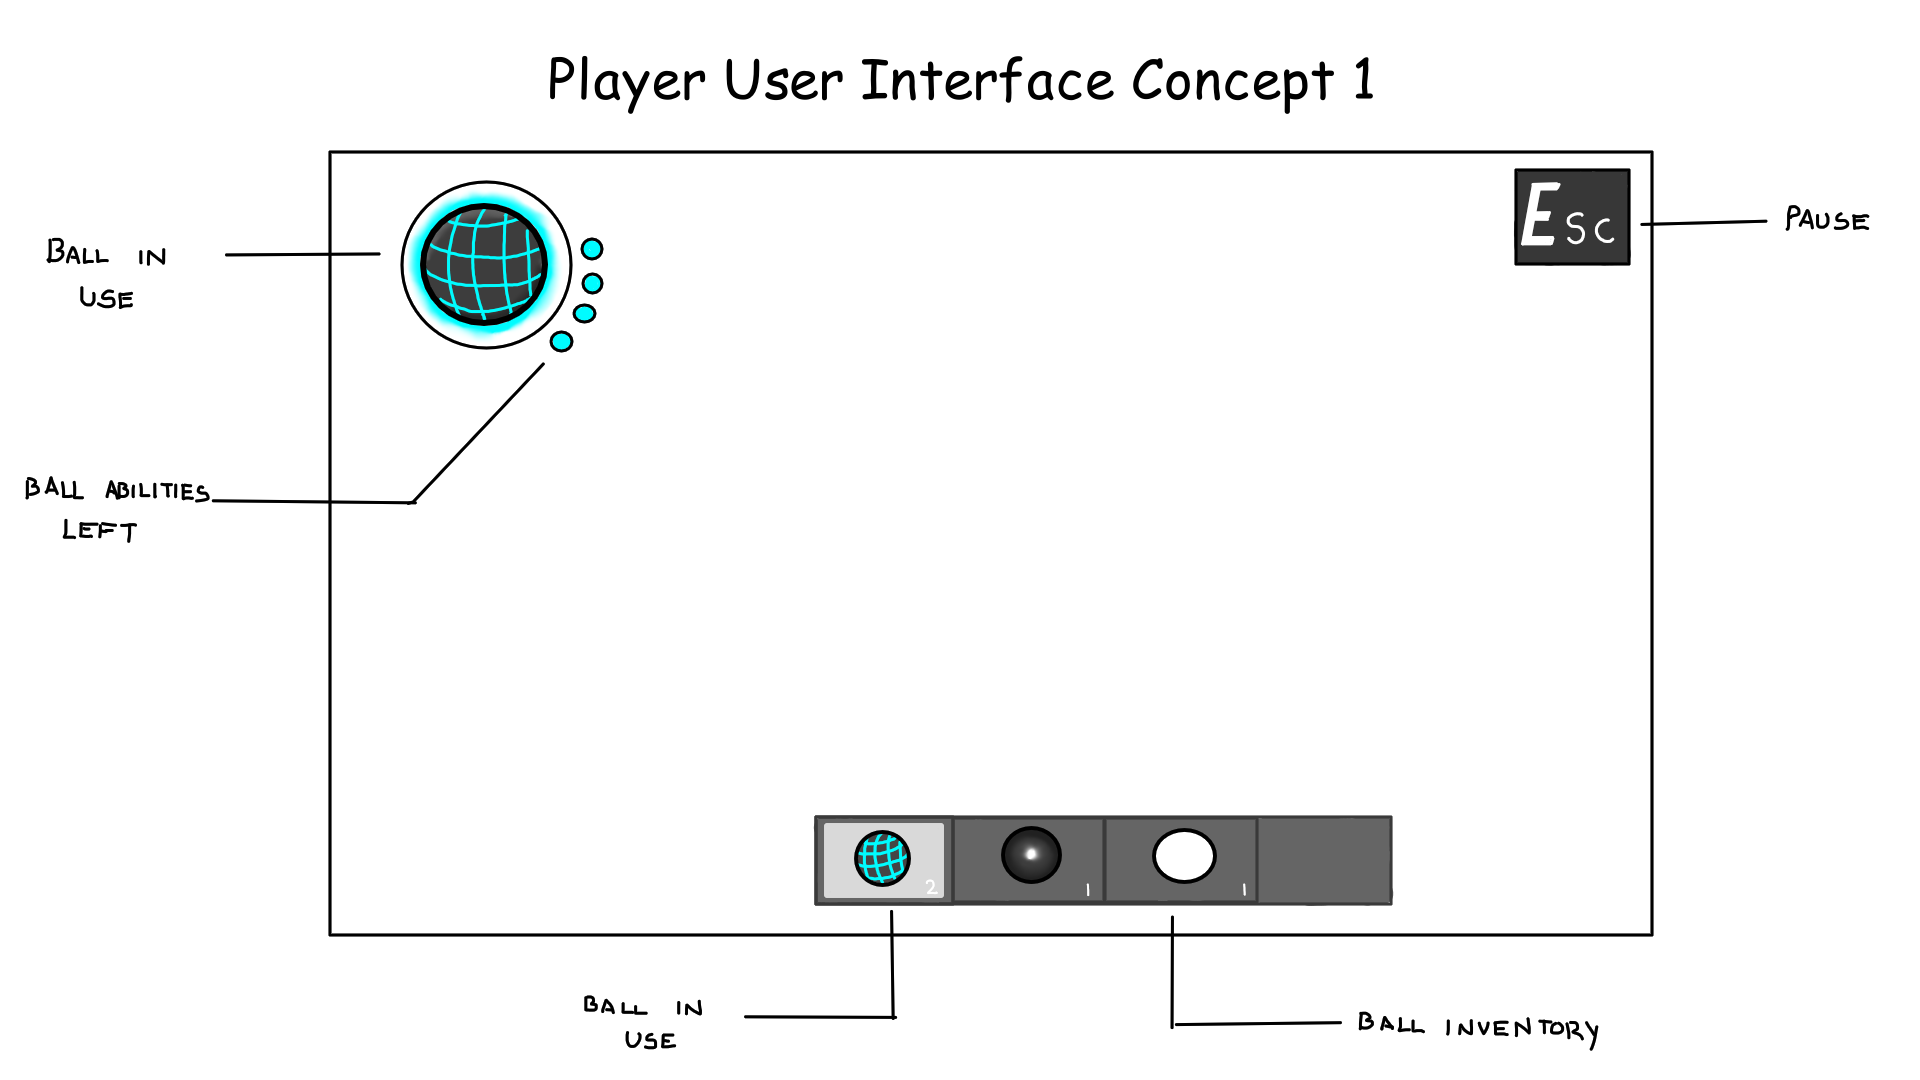 Player User Interface Concept 1
Esc
PAUSE
BALL IN
USE
BALL ABILITIES
LEFT
2
1
1
BALL IN
USE
BALL INVENTORY